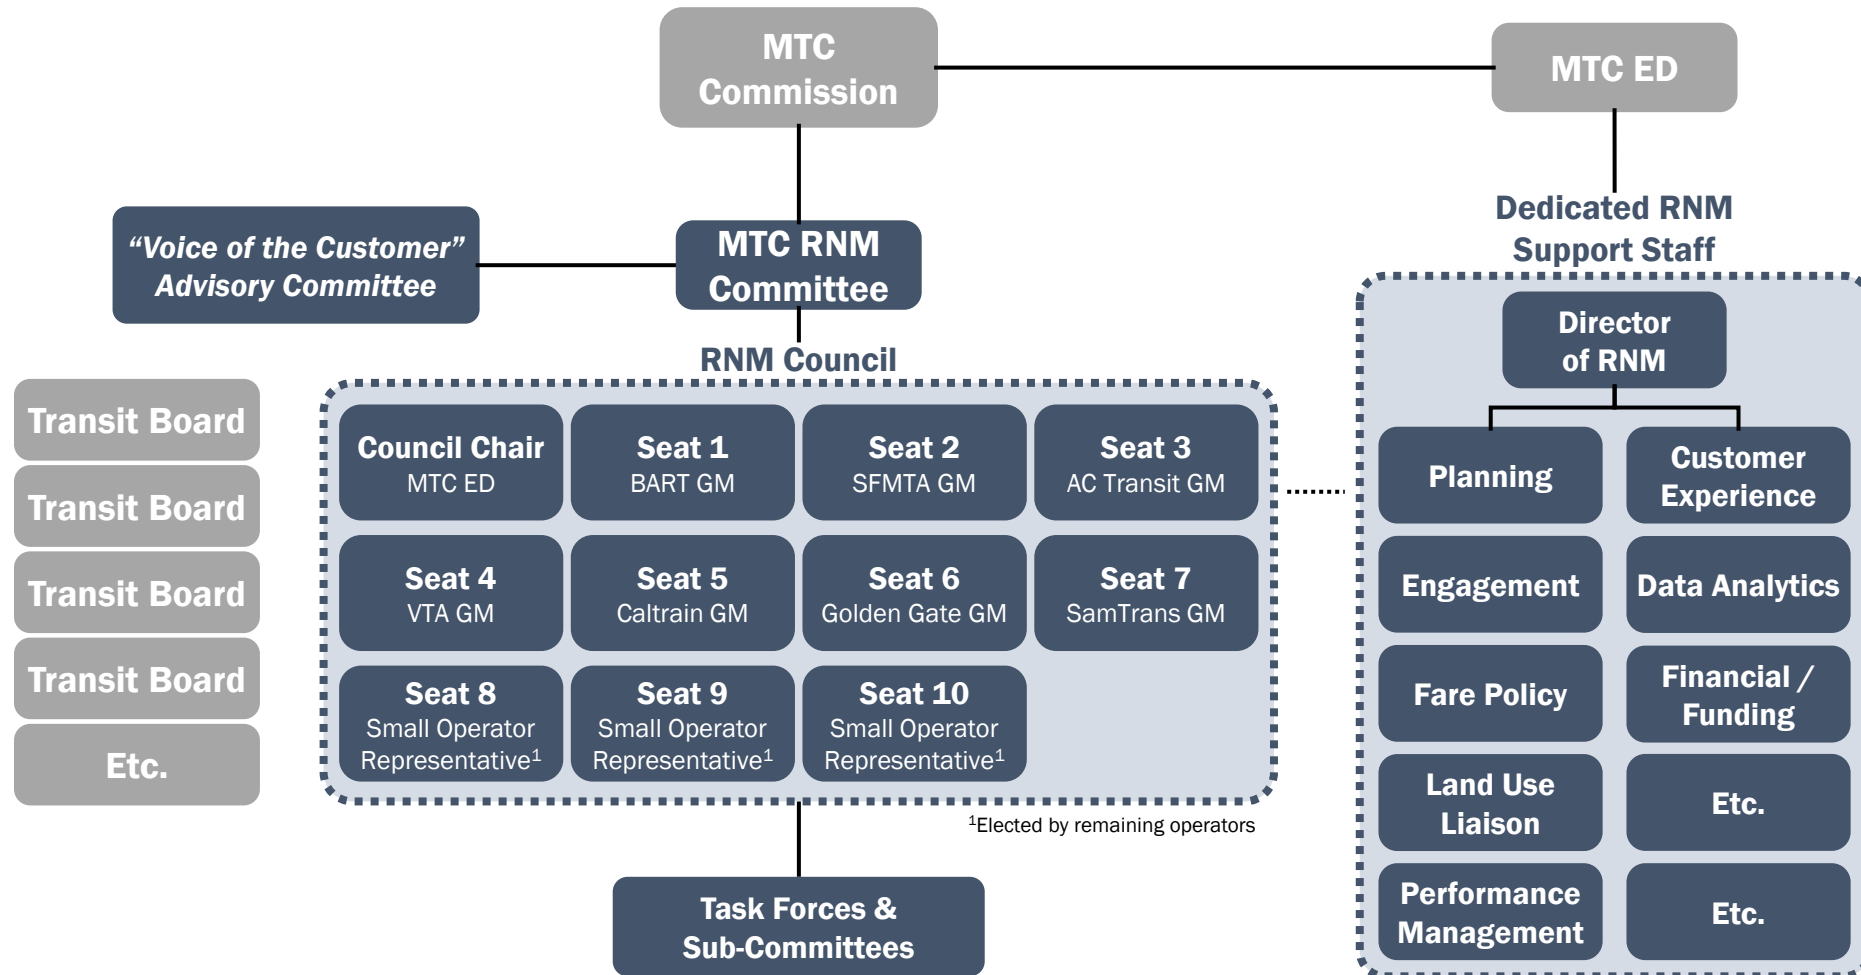 MTC
Commission
MTC ED
“Voice of the Customer”
Advisory Committee
MTC RNM
Committee
Dedicated RNM
Support Staff
RNM Council
Transit Board
Transit Board
Transit Board
Transit Board
Etc.
Council Chair
MTC ED
Seat 1
BART GM
Seat 2
SFMTA GM
Seat 3
AC Transit GM
Seat 4
VTA GM
Seat 5
Caltrain GM
Seat 6
Golden Gate GM
Seat 7
SamTrans GM
Seat 8
Small Operator
Representative¹
Seat 9
Small Operator
Representative¹
Seat 10
Small Operator
Representative¹
¹Elected by remaining operators
Task Forces &
Sub-Committees
Director
of RNM
Planning
Customer
Experience
Engagement
Data Analytics
Fare Policy
Financial /
Funding
Land Use
Liaison
Etc.
Performance
Management
Etc.